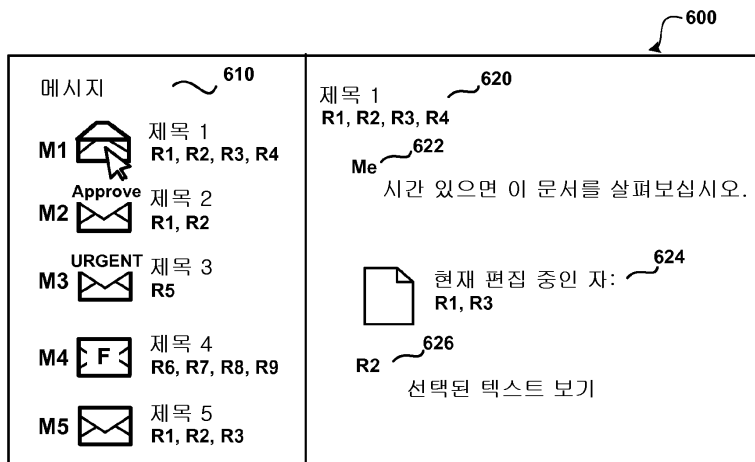 600
메시지
610
M1
제목 1
R1, R2, R3, R4
Approve
M2
제목 2
R1, R2
URGENT
M3
제목 3
R5
M4
F
제목 4
R6, R7, R8, R9
M5
제목 5
R1, R2, R3
제목 1
620
R1, R2, R3, R4
Me
622
시간 있으면 이 문서를 살펴보십시오.
현재 편집 중인 자:
624
R1, R3
R2
626
선택된 텍스트 보기